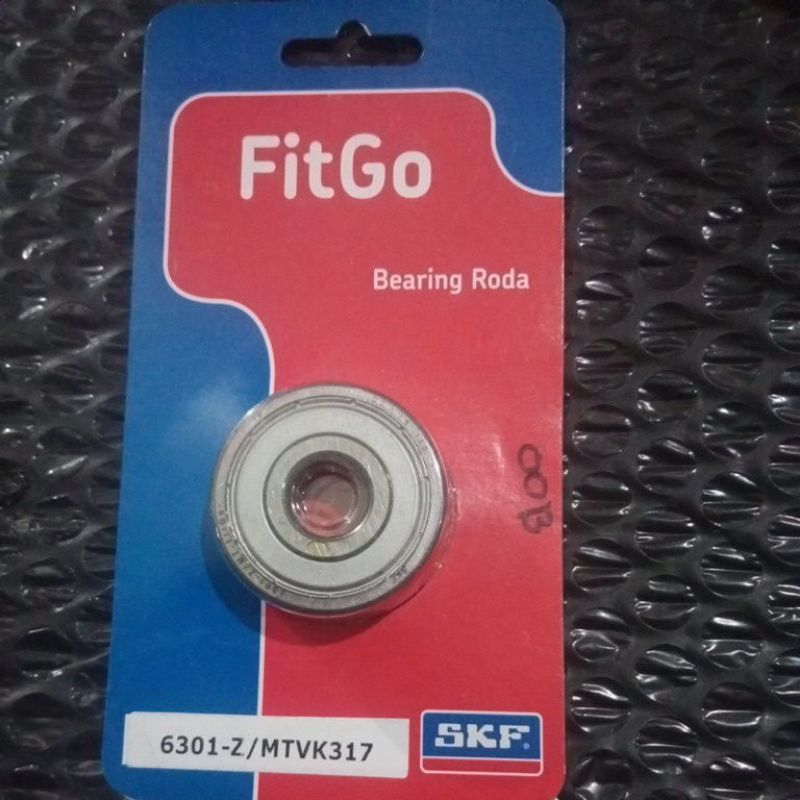 FitGo
Bearing Roda
6301-Z/MTVK317
SKF